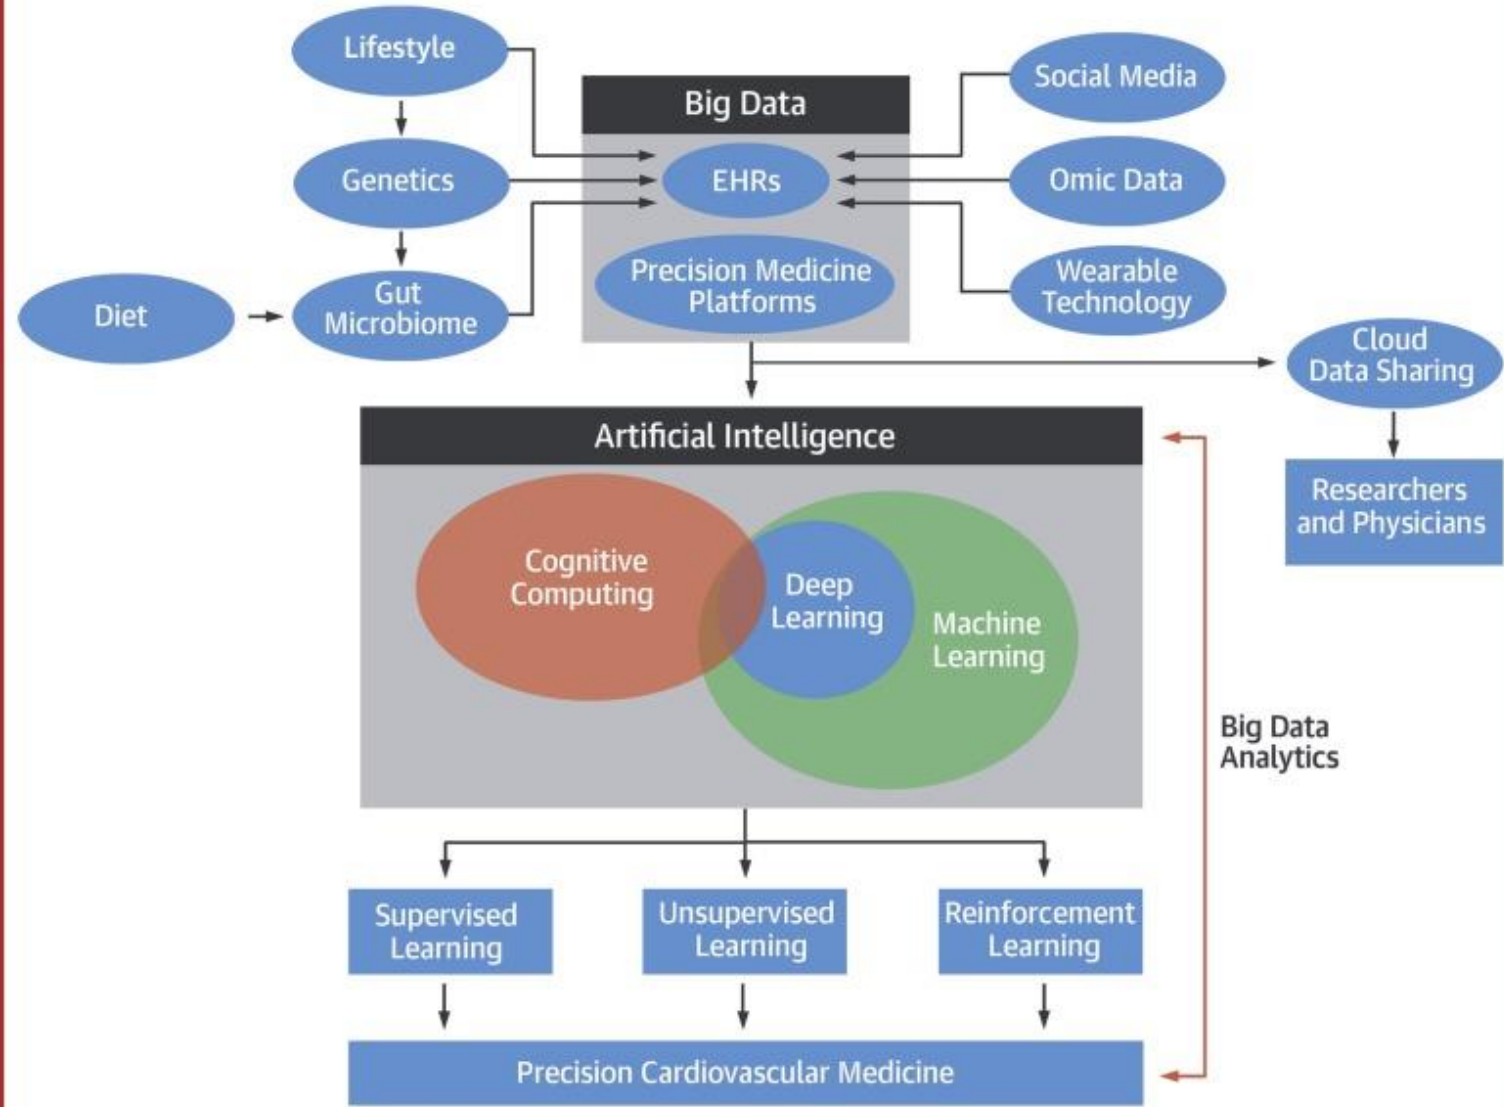 Lifestyle
Social Media
Big Data
Genetics
EHRs
Omic Data
Diet
Gut
Microbiome
Precision Medicine
Platforms
Wearable
Technology
Cloud
Data Sharing
Artificial Intelligence
Researchers
and Physicians
Cognitive
Computing
Deep
Learning
Machine
Learning
Big Data
Analytics
Supervised
Learning
Unsupervised
Learning
Reinforcement
Learning
Precision Cardiovascular Medicine